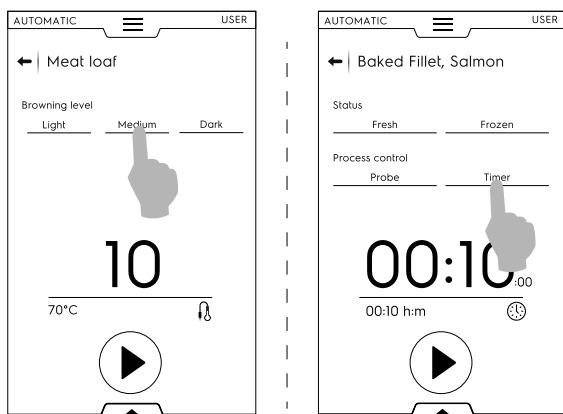 AUTOMATIC USER
Meat loaf
Browning level
Light Medium Dark
10
70°C
AUTOMATIC USER
Baked Fillet, Salmon
Status
Fresh Frozen
Process control
Probe Timer
00:10:00
00:10 h:m